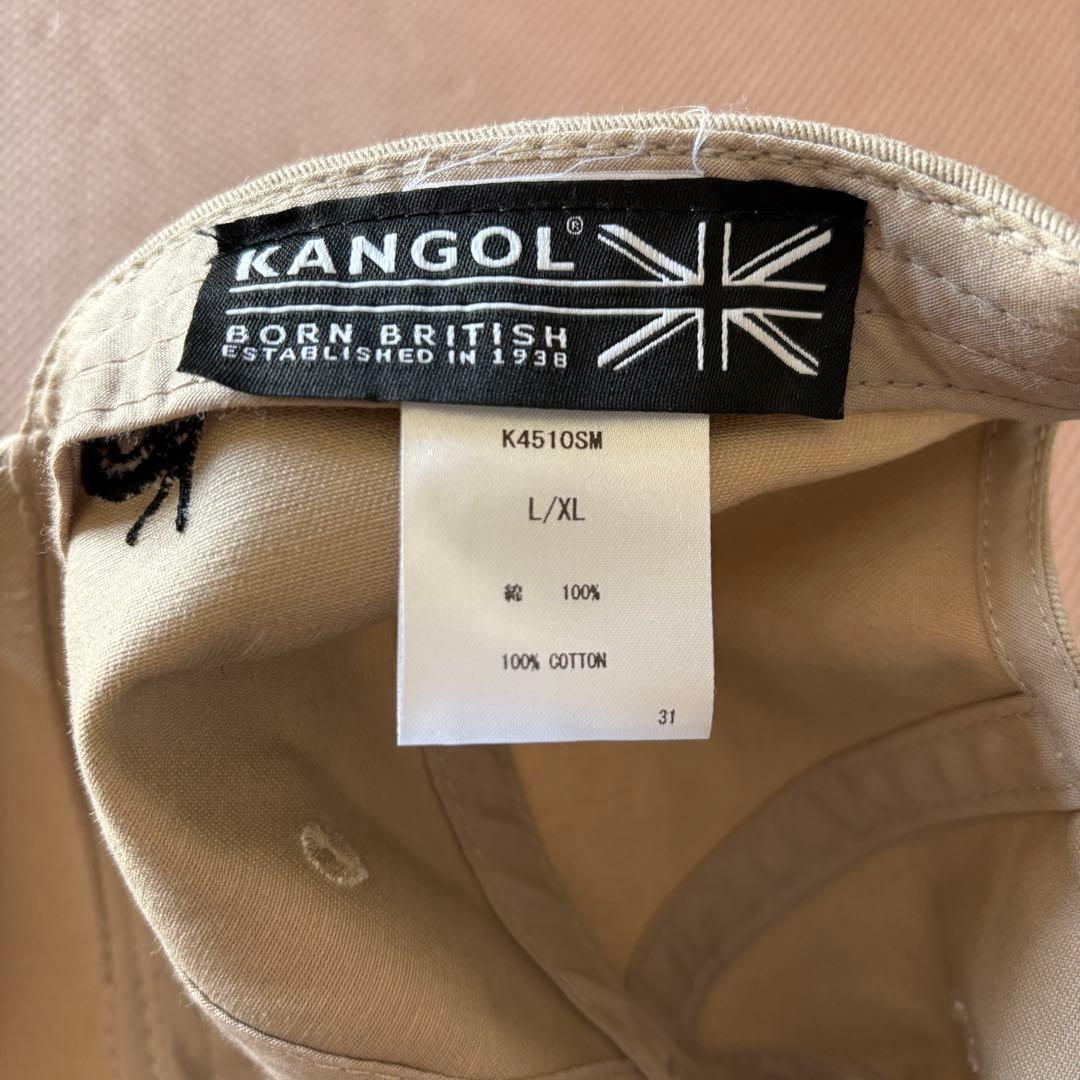 KANGOL®
BORN BRITISH
ESTABLISHED IN 1938
K4510SM
L/XL
綿 100%
100% COTTON
31